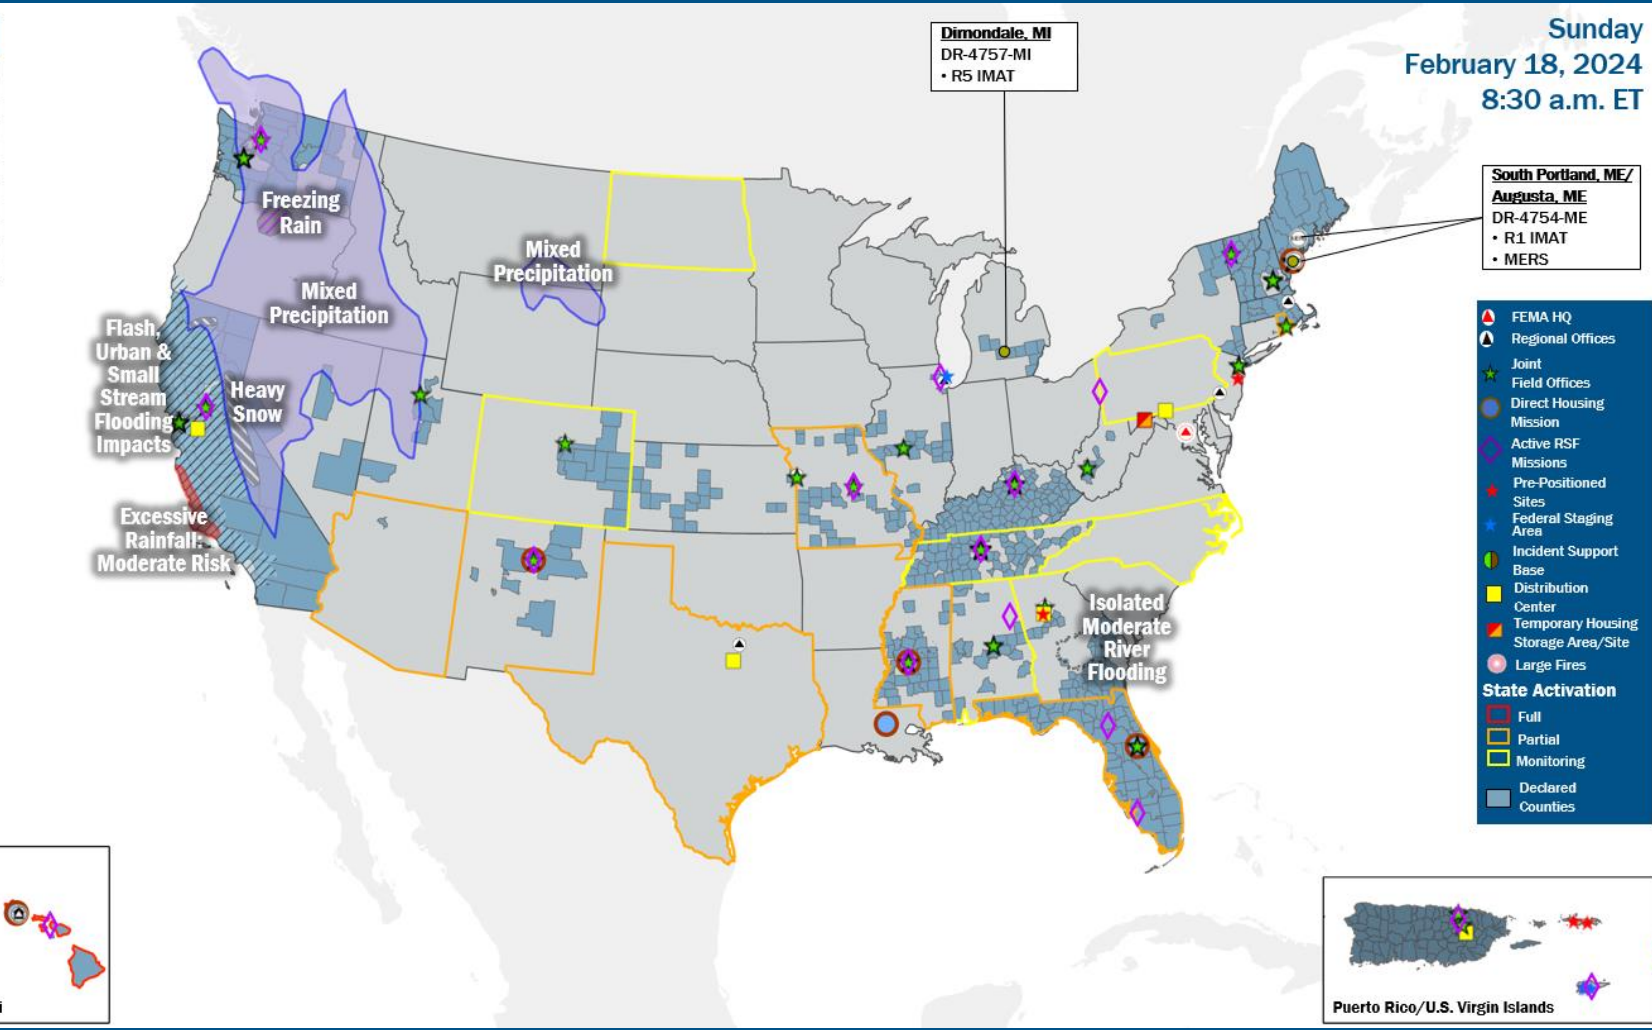 Sunday
February 18, 2024
8:30 a.m. ET
Dimondale, MI
DR-4757-MI
• R5 IMAT
South Portland, ME/
Augusta, ME
DR-4754-ME
• R1 IMAT
• MERS
Freezing
Rain
Mixed
Precipitation
Mixed
Precipitation
Flash,
Urban &
Small
Stream
Flooding
Impacts
Heavy
Snow
Excessive
Rainfall:
Moderate Risk
Isolated
Moderate
River
Flooding
FEMA HQ
Regional Offices
Joint
Field Offices
Direct Housing
Mission
Active RSF
Missions
Pre-Positioned
Sites
Federal Staging
Area
Incident Support
Base
Distribution
Center
Temporary Housing
Storage Area/Site
Large Fires
State Activation
Full
Partial
Monitoring
Declared
Counties
i
Puerto Rico/U.S. Virgin Islands